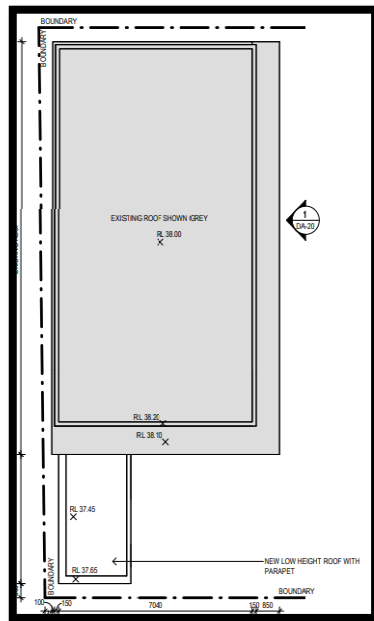 BOUNDARY
BOUNDARY
EXISTING ROOF SHOWN GREY
RL 38.00
1
DA-20
RL 38.20
RL 38.10
RL 37.45
NEW LOW HEIGHT ROOF WITH
PARAPET
RL 37.65
BOUNDARY
BOUNDARY
100
150
7040
150
850